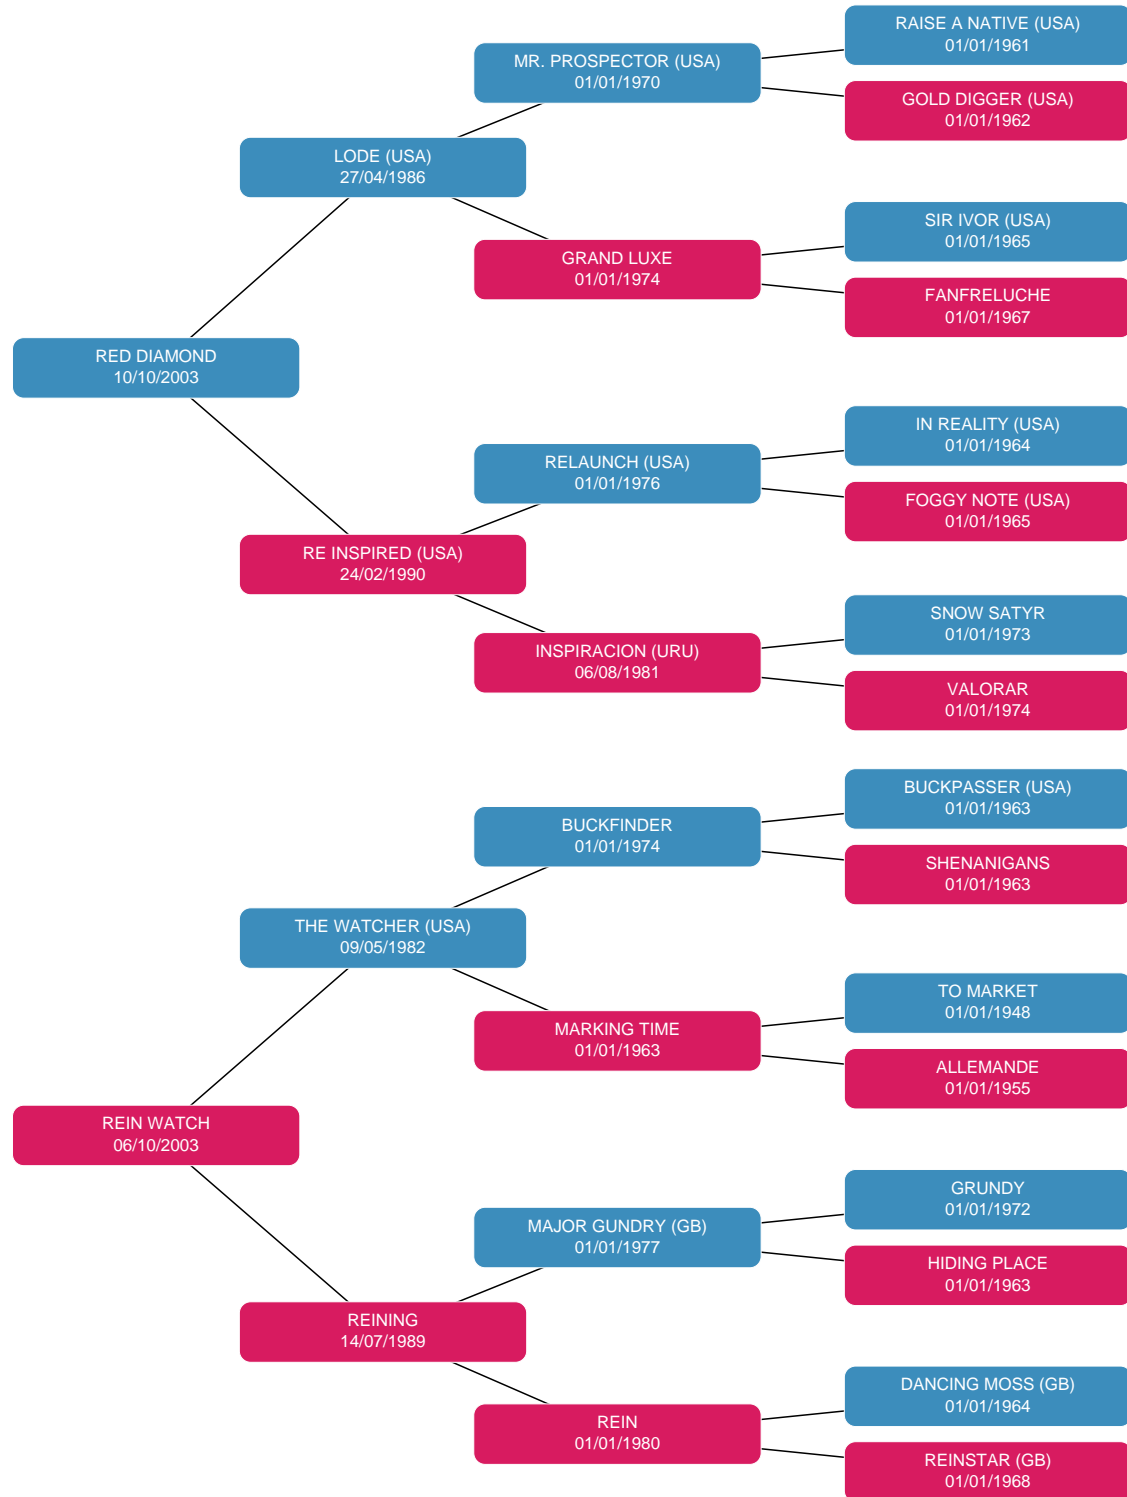 RAISE A NATIVE (USA)
01/01/1961
MR. PROSPECTOR (USA)
01/01/1970
GOLD DIGGER (USA)
01/01/1962
LODE (USA)
27/04/1986
SIR IVOR (USA)
01/01/1965
GRAND LUXE
01/01/1974
FANFRELUCHE
01/01/1967
RED DIAMOND
10/10/2003
IN REALITY (USA)
01/01/1964
RELAUNCH (USA)
01/01/1976
FOGGY NOTE (USA)
01/01/1965
RE INSPIRED (USA)
24/02/1990
SNOW SATYR
01/01/1973
INSPIRACION (URU)
06/08/1981
VALORAR
01/01/1974
BUCKPASSER (USA)
01/01/1963
BUCKFINDER
01/01/1974
SHENANIGANS
01/01/1963
THE WATCHER (USA)
09/05/1982
TO MARKET
01/01/1948
MARKING TIME
01/01/1963
ALLEMANDE
01/01/1955
REIN WATCH
06/10/2003
GRUNDY
01/01/1972
MAJOR GUNDRY (GB)
01/01/1977
HIDING PLACE
01/01/1963
REINING
14/07/1989
DANCING MOSS (GB)
01/01/1964
REIN
01/01/1980
REINSTAR (GB)
01/01/1968